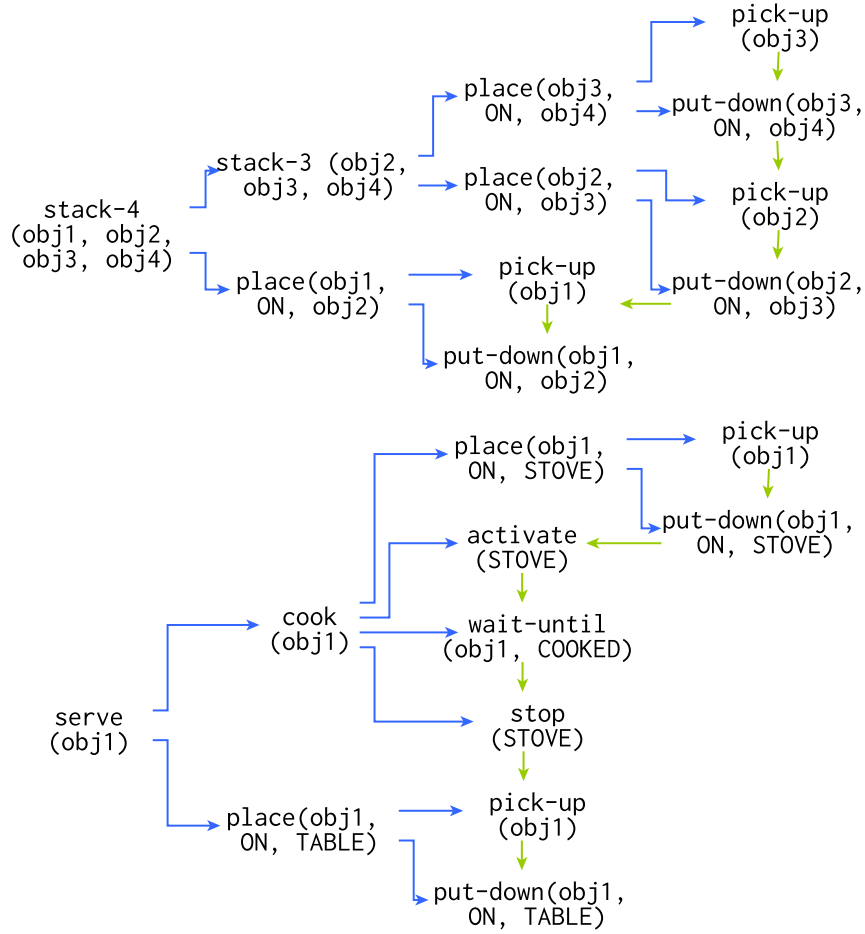 pick-up
(obj3)
place(obj3,
ON, obj4)
put-down(obj3,
ON, obj4)
stack-3 (obj2,
obj3, obj4)
place(obj2,
ON, obj3)
pick-up
(obj2)
stack-4
(obj1, obj2,
obj3, obj4)
place(obj1,
ON, obj2)
pick-up
(obj1)
put-down(obj2,
ON, obj3)
put-down(obj1,
ON, obj2)
place(obj1,
ON, STOVE)
pick-up
(obj1)
activate
(STOVE)
put-down(obj1,
ON, STOVE)
cook
(obj1)
wait-until
(obj1, COOKED)
serve
(obj1)
stop
(STOVE)
place(obj1,
ON, TABLE)
pick-up
(obj1)
put-down(obj1,
ON, TABLE)